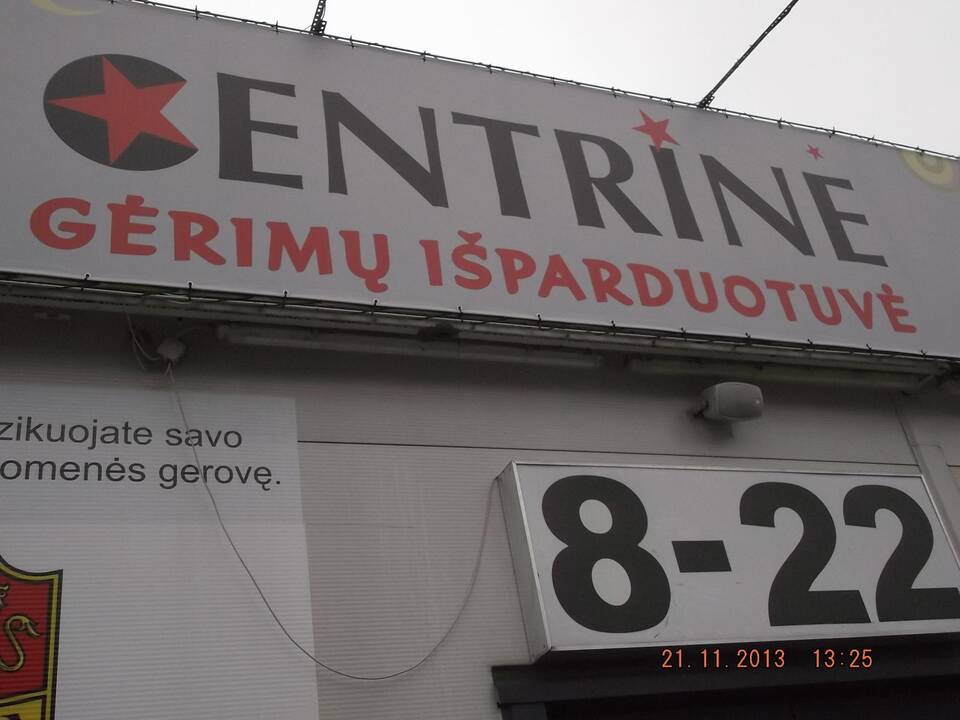 CENTRINĖ
GĖRIMŲ IŠPARDUOTUVĖ
zikuojate savo
omenės gerovę.
8-22
21.11.2013 13:25